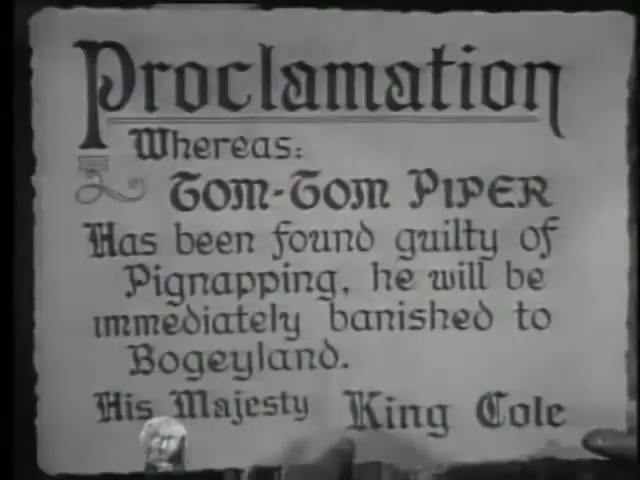 Proclamation
Whereas:
Tom-Tom Piper
Has been found guilty of
Pignapping, he will be
immediately banished to
Bogeyland.
His Majesty King Cole